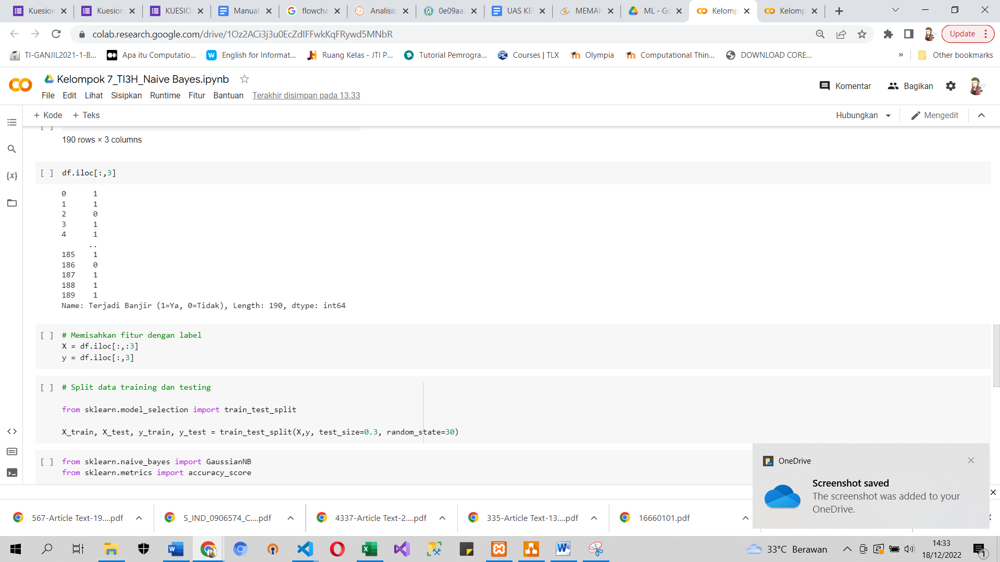 Kuesion
Kuesion
KUESIO
Manual
flowcha
Analisis
0e09aa
UAS KE
MEMAH
ML - Go
Kelomp
Kelomp
colab.research.google.com/drive/1Oz2ACi3j3u0EcZdIFFwkKqFRywd5MNbR
Update
TI-GANJIL2021-1-B...
Apa itu Computatio...
English for Informat...
Ruang Kelas - JTI P...
Tutorial Pemrogra...
Courses | TLX
Olympia
Computational Thin...
DOWNLOAD CORE...
»
Other bookmarks
Kelompok 7_TI3H_Naive Bayes.ipynb
Komentar
Bagikan
File Edit Lihat Sisipkan Runtime Fitur Bantuan Terakhir disimpan pada 13.33
+ Kode + Teks
Hubungkan
Mengedit
[ ]
190 rows × 3 columns
[ ] df.iloc[:,3]
0 1
1 1
2 0
3 1
4 1
..
185 1
186 0
187 1
188 1
189 1
Name: Terjadi Banjir (1=Ya, 0=Tidak), Length: 190, dtype: int64
[ ] # Memisahkan fitur dengan label
X = df.iloc[:,:3]
y = df.iloc[:,3]
[ ] # Split data training dan testing
from sklearn.model_selection import train_test_split
X_train, X_test, y_train, y_test = train_test_split(X,y, test_size=0.3, random_state=30)
[ ] from sklearn.naive_bayes import GaussianNB
from sklearn.metrics import accuracy_score
OneDrive
Screenshot saved
The screenshot was added to your
OneDrive.
567-Article Text-19....pdf
S_IND_0906574_C....pdf
4337-Article Text-2....pdf
335-Article Text-13....pdf
16660101.pdf
33°C Berawan
14:33
18/12/2022
1